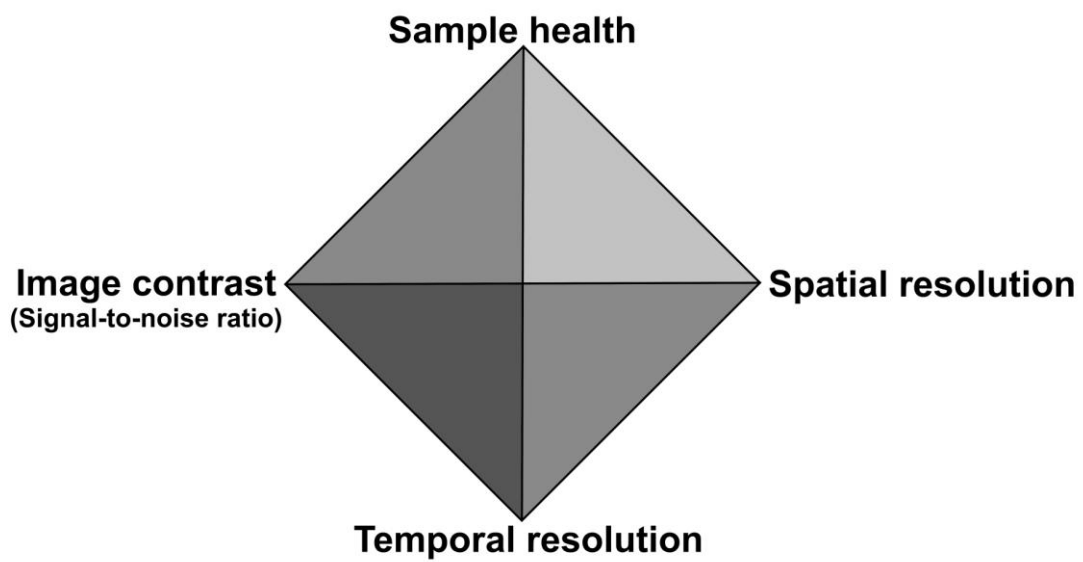 Sample health
Image contrast
(Signal-to-noise ratio)
Spatial resolution
Temporal resolution